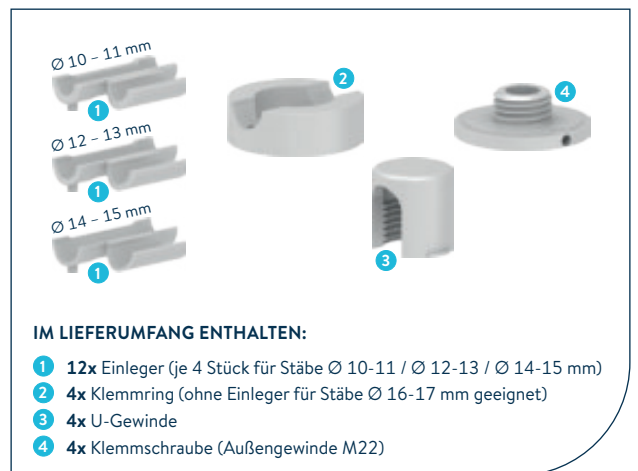 Ø 10 – 11 mm
1
Ø 12 – 13 mm
1
Ø 14 – 15 mm
1
2
3
4
IM LIEFERUMFANG ENTHALTEN:
1 12x Einleger (je 4 Stück für Stäbe Ø 10-11 / Ø 12-13 / Ø 14-15 mm)
2 4x Klemmring (ohne Einleger für Stäbe Ø 16-17 mm geeignet)
3 4x U-Gewinde
4 4x Klemmschraube (Außengewinde M22)